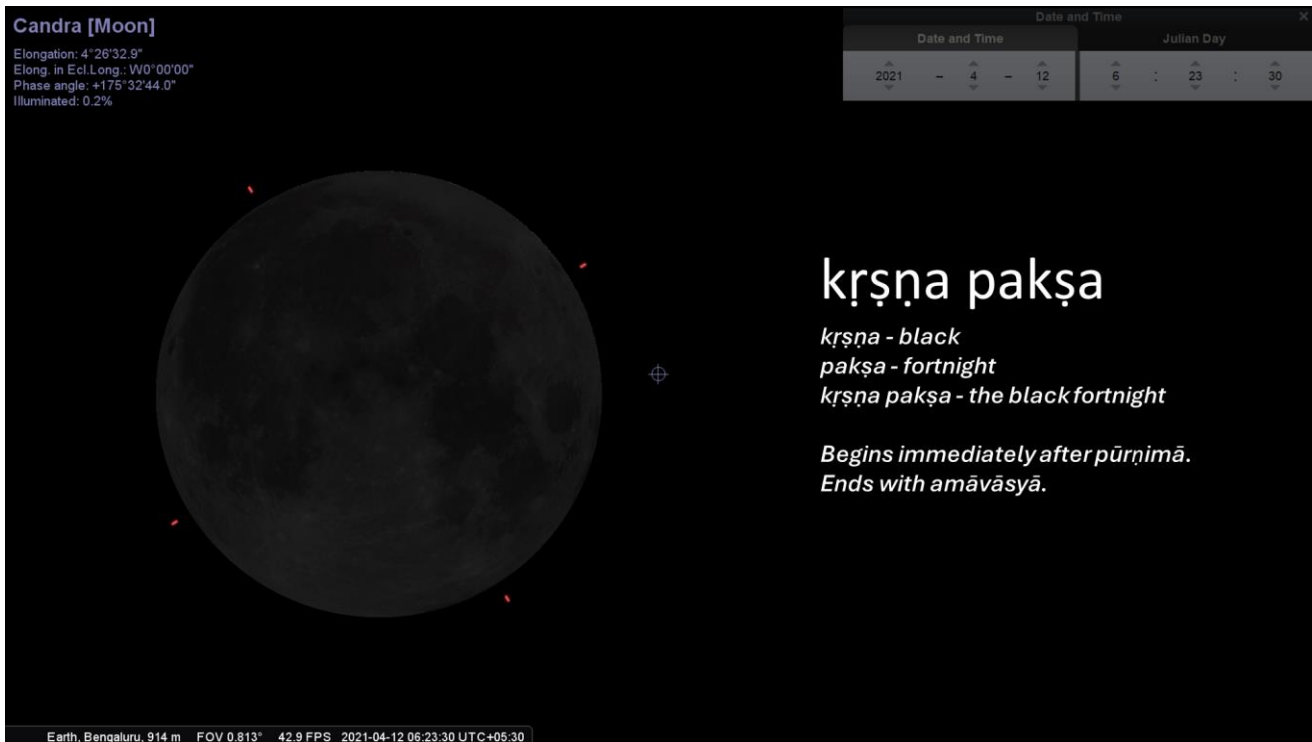 Candra [Moon]
Elongation: 4°26'32.9"
Elong. in Ecl.Long.: W0°00'00"
Phase angle: +175°32'44.0"
Illuminated: 0.2%
Date and Time
Date and Time Julian Day
2021 – 4 – 12 6 : 23 : 30
kṛṣṇa pakṣa
kṛṣṇa - black
pakṣa - fortnight
kṛṣṇa pakṣa - the black fortnight
Begins immediately after pūrṇimā.
Ends with amāvāsyā.
Earth, Bengaluru, 914 m FOV 0.813° 42.9 FPS 2021-04-12 06:23:30 UTC+05:30